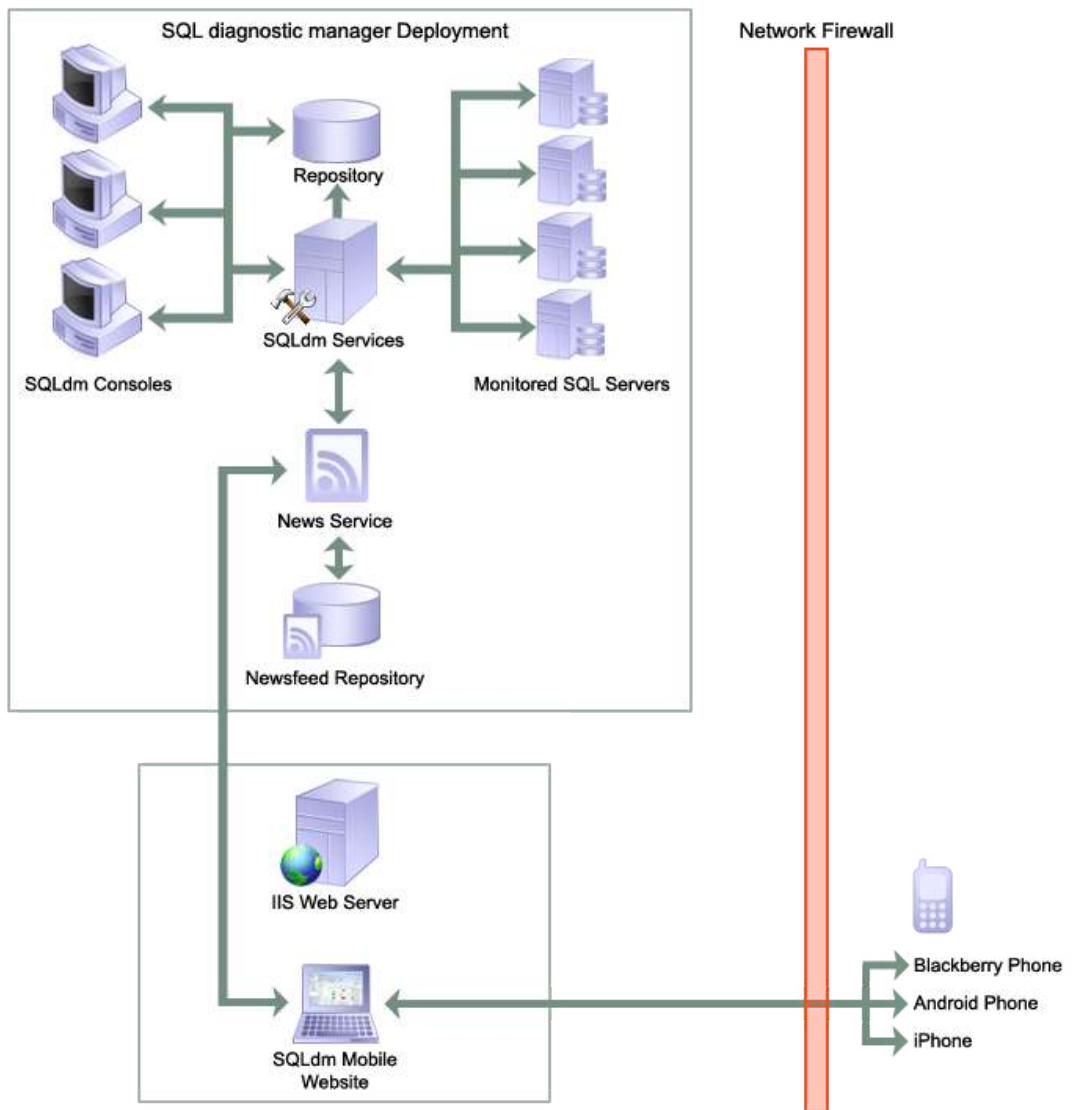 SQL diagnostic manager Deployment
Network Firewall
Repository
SQLdm Services
SQLdm Consoles
Monitored SQL Servers
News Service
Newsfeed Repository
IIS Web Server
Blackberry Phone
Android Phone
iPhone
SQLdm Mobile
Website